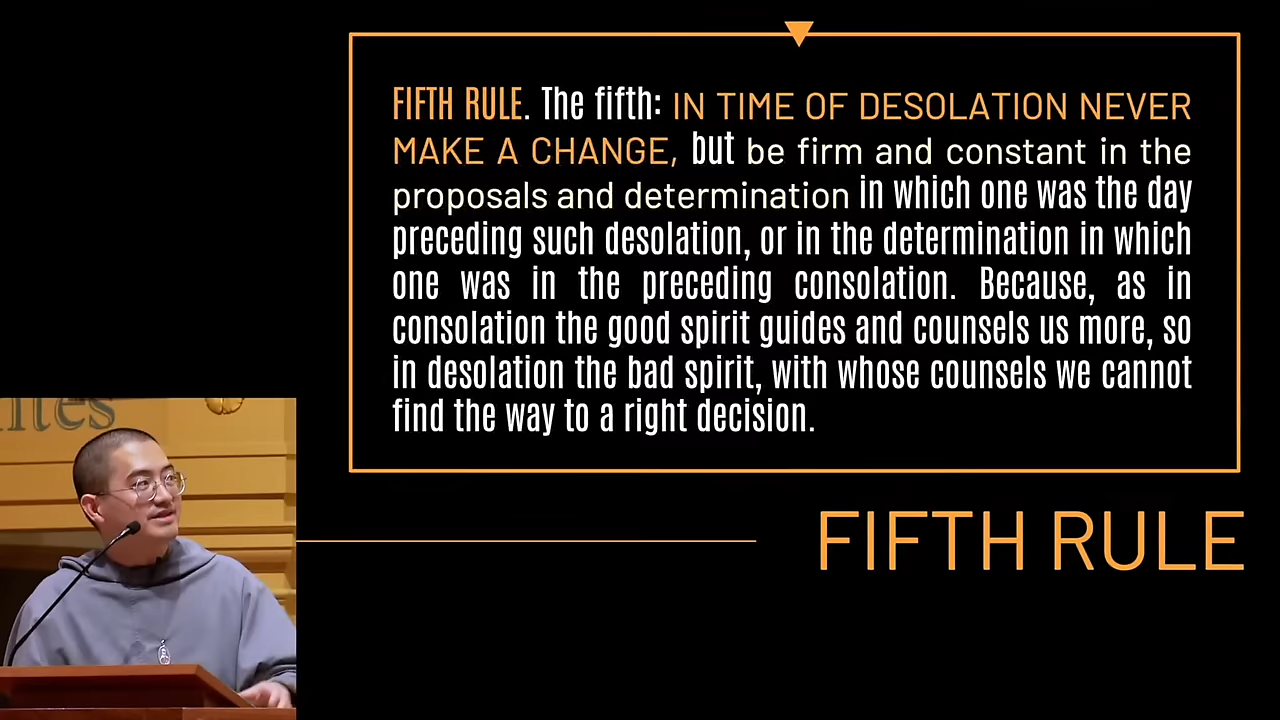 FIFTH RULE. The fifth: IN TIME OF DESOLATION NEVER
MAKE A CHANGE, but be firm and constant in the
proposals and determination in which one was the day
preceding such desolation, or in the determination in which
one was in the preceding consolation. Because, as in
consolation the good spirit guides and counsels us more, so
in desolation the bad spirit, with whose counsels we cannot
find the way to a right decision.
FIFTH RULE